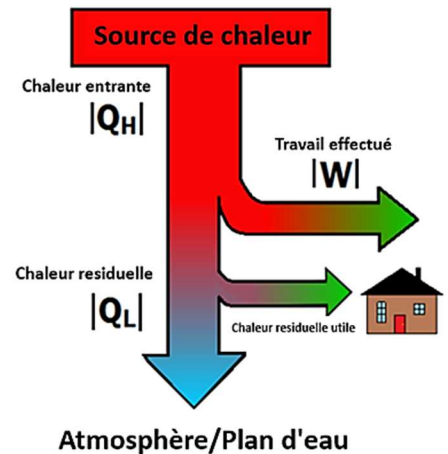 Source de chaleur
Chaleur entrante
|QH|
Travail effectué
|W|
Chaleur residuelle
|QL|
Chaleur residuelle utile
Atmosphère/Plan d'eau